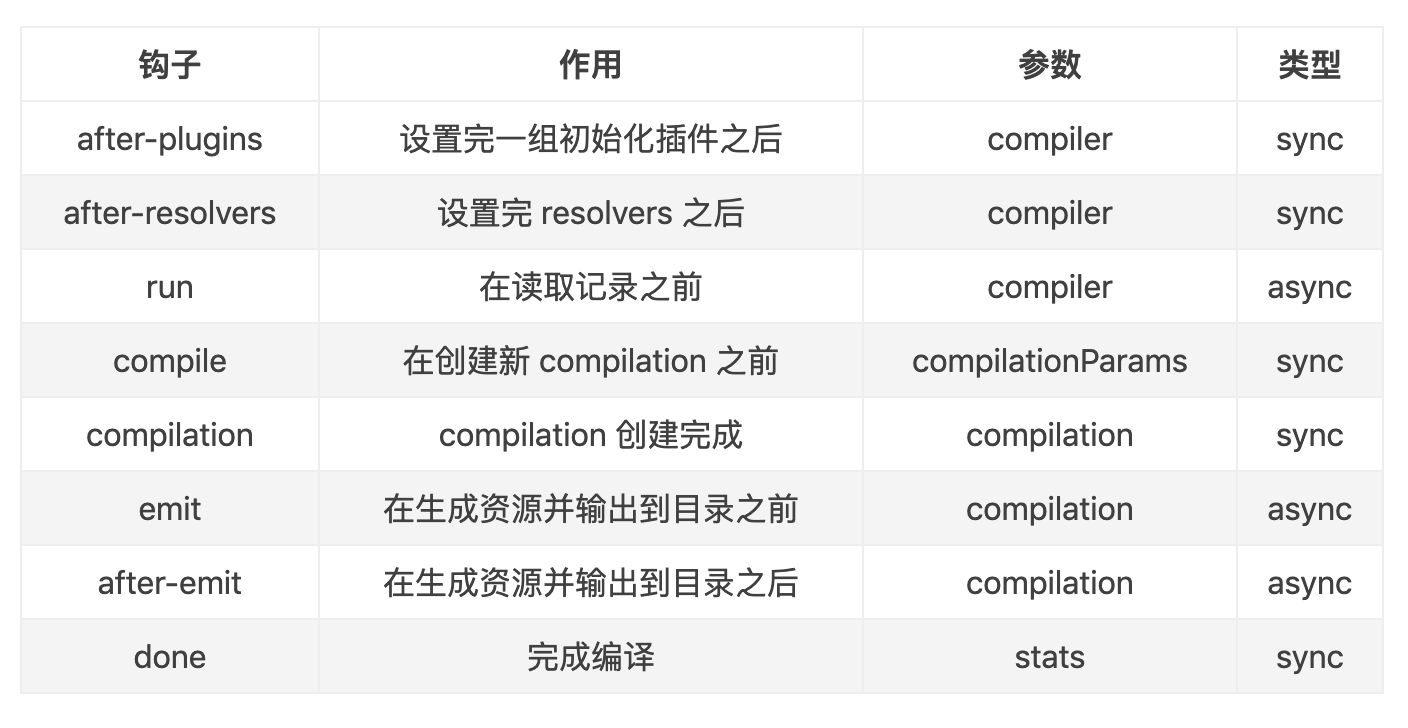 钩子 作用 参数 类型
after-plugins 设置完一组初始化插件之后 compiler sync
after-resolvers 设置完 resolvers 之后 compiler sync
run 在读取记录之前 compiler async
compile 在创建新 compilation 之前 compilationParams sync
compilation compilation 创建完成 compilation sync
emit 在生成资源并输出到目录之前 compilation async
after-emit 在生成资源并输出到目录之后 compilation async
done 完成编译 stats sync